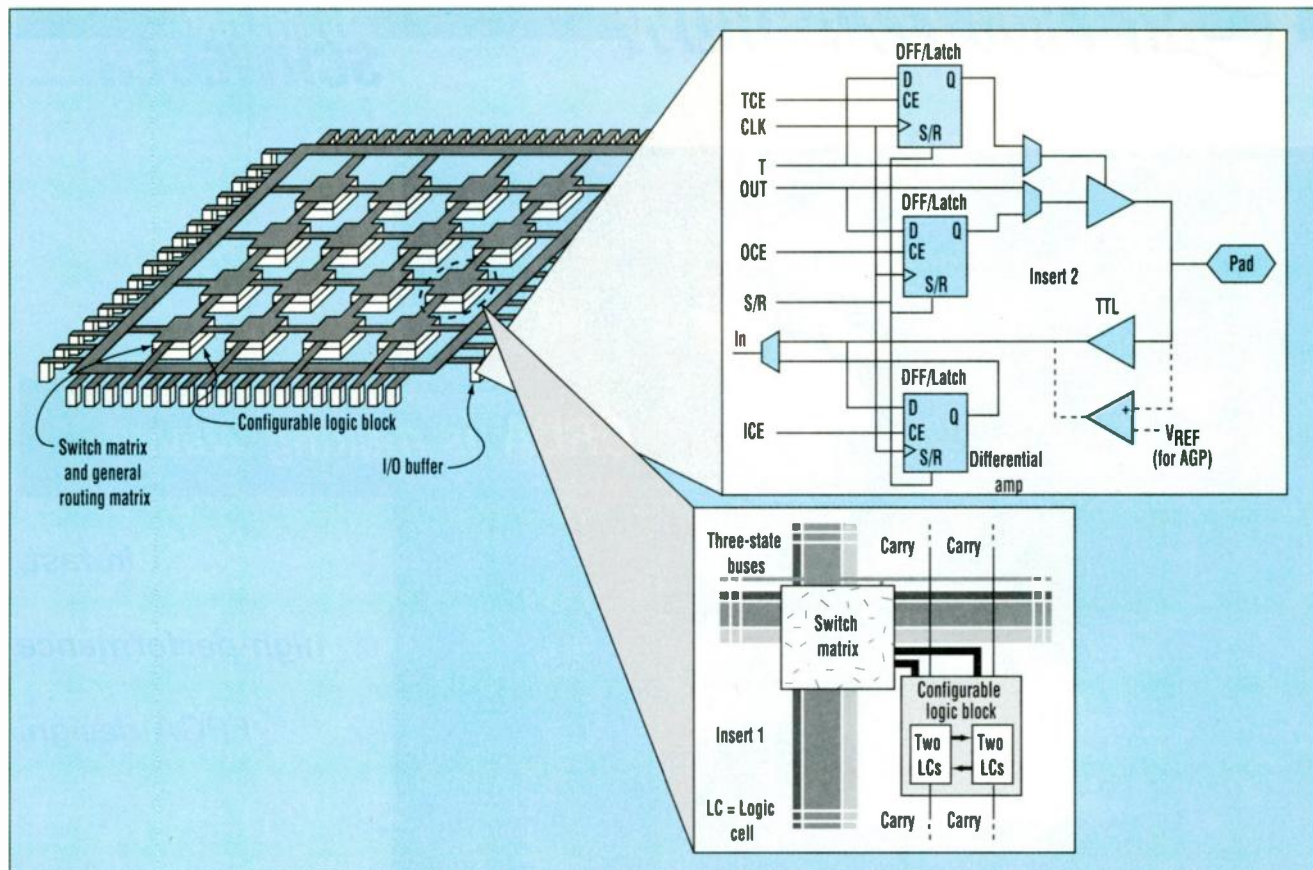 Switch matrix
and general
routing matrix
Configurable logic block
I/O buffer
DFF/Latch
D Q
CE
S/R
TCE
CLK
T
OUT
DFF/Latch
D Q
CE
S/R
OCE
S/R
Insert 2
Pad
TTL
In
DFF/Latch
D Q
CE
S/R
ICE
Differential
amp
+
VREF
(for AGP)
Three-state
buses
Carry Carry
Switch
matrix
Configurable
logic block
Two Two
LCs LCs
Insert 1
LC = Logic
cell
Carry Carry
high-performance